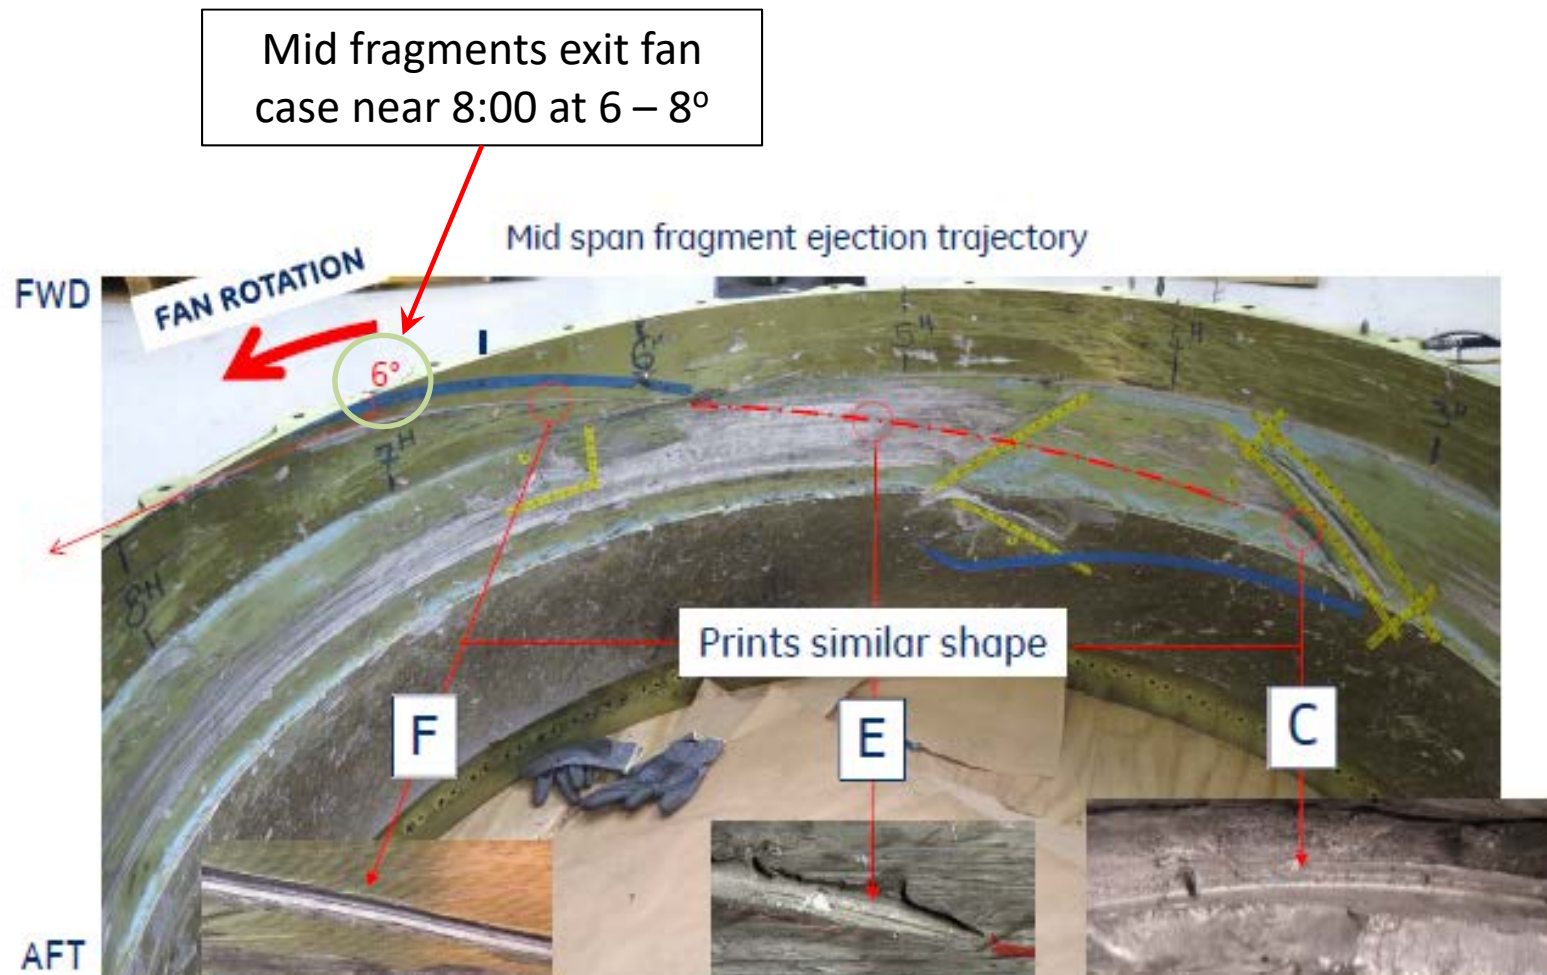 Mid fragments exit fan
case near 8:00 at 6 – 8º
Mid span fragment ejection trajectory
FWD
FAN ROTATION
I
6°
6H
5H
4H
3H
7H
8H
Prints similar shape
F
E
C
AFT